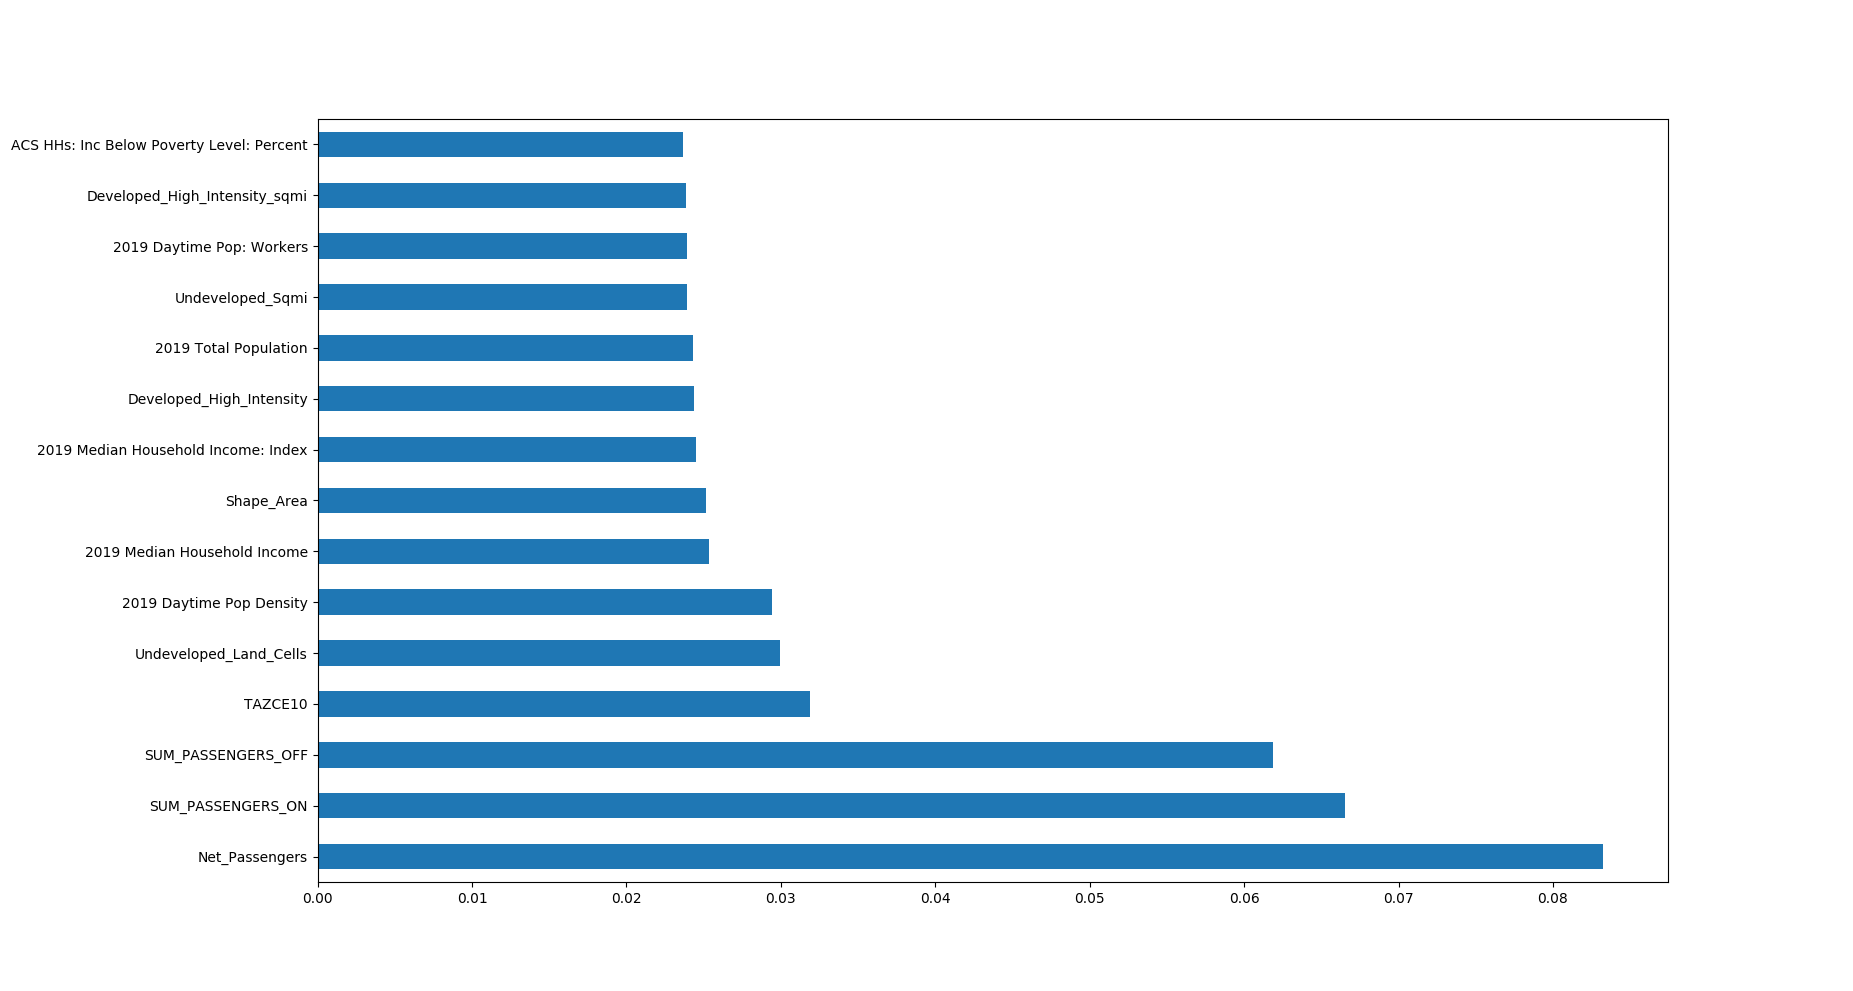 ACS HHs: Inc Below Poverty Level: Percent
Developed_High_Intensity_sqmi
2019 Daytime Pop: Workers
Undeveloped_Sqmi
2019 Total Population
Developed_High_Intensity
2019 Median Household Income: Index
Shape_Area
2019 Median Household Income
2019 Daytime Pop Density
Undeveloped_Land_Cells
TAZCE10
SUM_PASSENGERS_OFF
SUM_PASSENGERS_ON
Net_Passengers
0.00 0.01 0.02 0.03 0.04 0.05 0.06 0.07 0.08